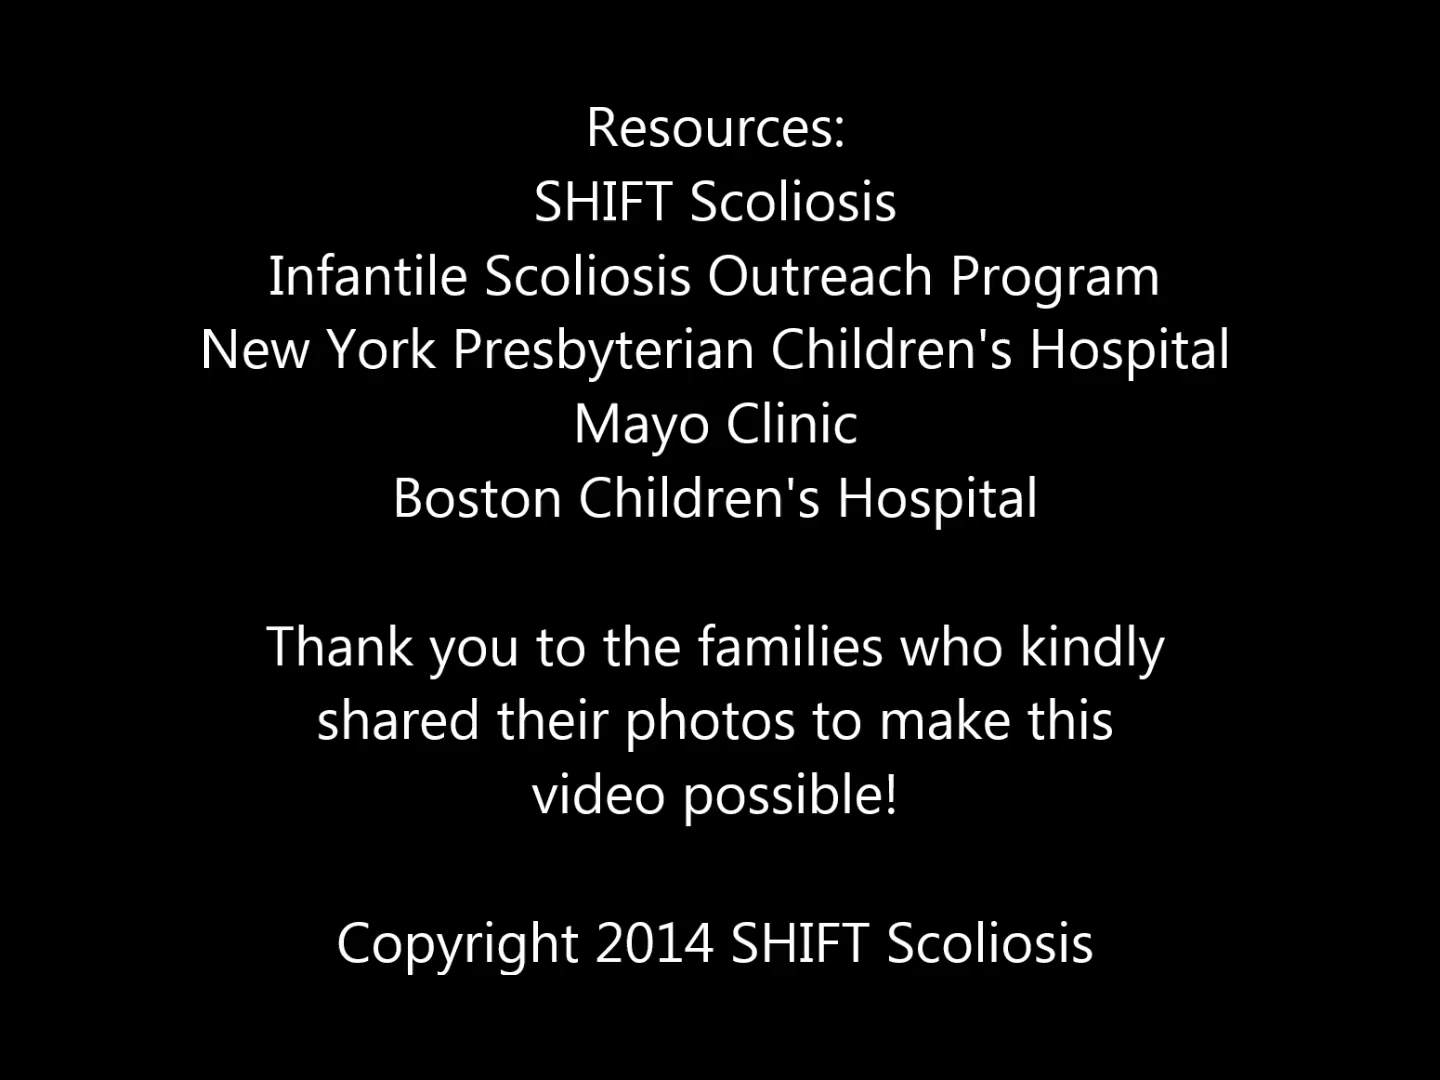 Resources:
SHIFT Scoliosis
Infantile Scoliosis Outreach Program
New York Presbyterian Children's Hospital
Mayo Clinic
Boston Children's Hospital
Thank you to the families who kindly
shared their photos to make this
video possible!
Copyright 2014 SHIFT Scoliosis